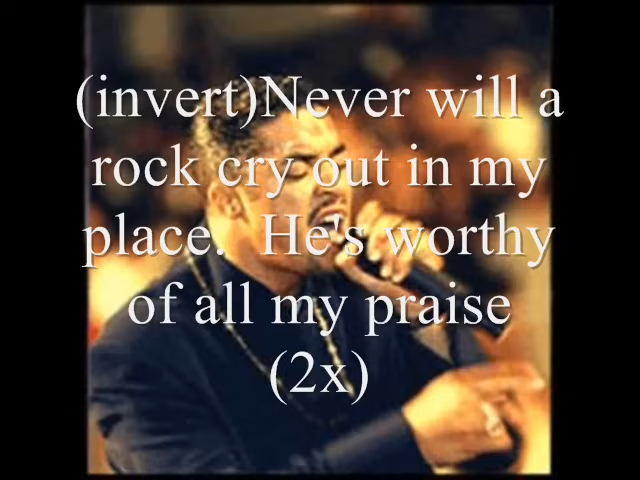 (invert)Never will a
rock cry out in my
place.  He's worthy
of all my praise
(2x)